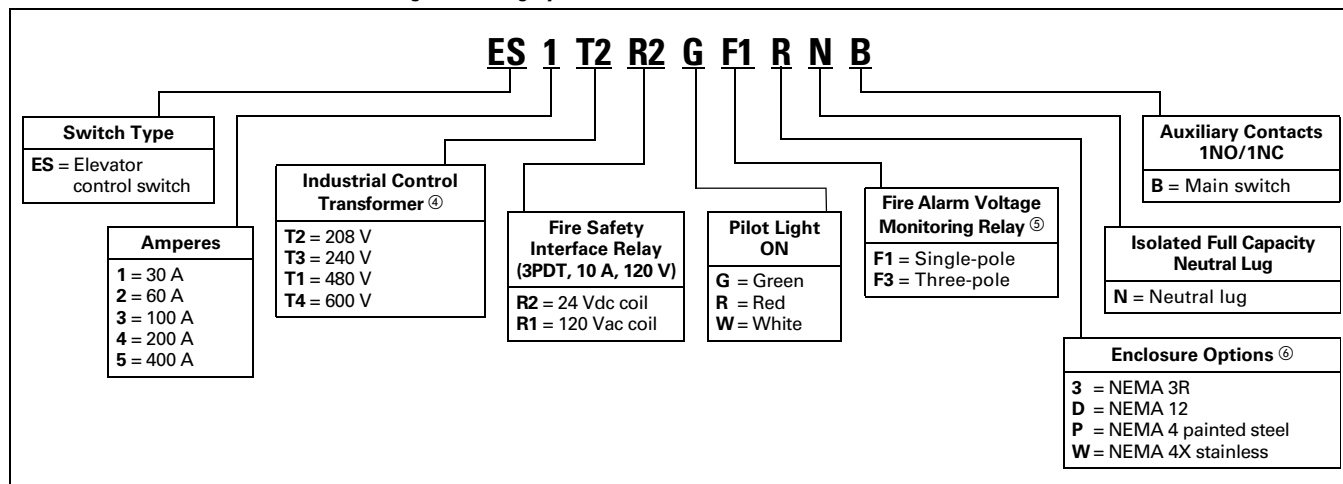 ES 1 T2 R2 G F1 R N B
Switch Type
ES = Elevator
control switch
Amperes
1 = 30 A
2 = 60 A
3 = 100 A
4 = 200 A
5 = 400 A
Industrial Control
Transformer ④
T2 = 208 V
T3 = 240 V
T1 = 480 V
T4 = 600 V
Fire Safety
Interface Relay
(3PDT, 10 A, 120 V)
R2 = 24 Vdc coil
R1 = 120 Vac coil
Pilot Light
ON
G = Green
R = Red
W = White
Fire Alarm Voltage
Monitoring Relay ⑤
F1 = Single-pole
F3 = Three-pole
Auxiliary Contacts
1NO/1NC
B = Main switch
Isolated Full Capacity
Neutral Lug
N = Neutral lug
Enclosure Options ⑥
3 = NEMA 3R
D = NEMA 12
P = NEMA 4 painted steel
W = NEMA 4X stainless